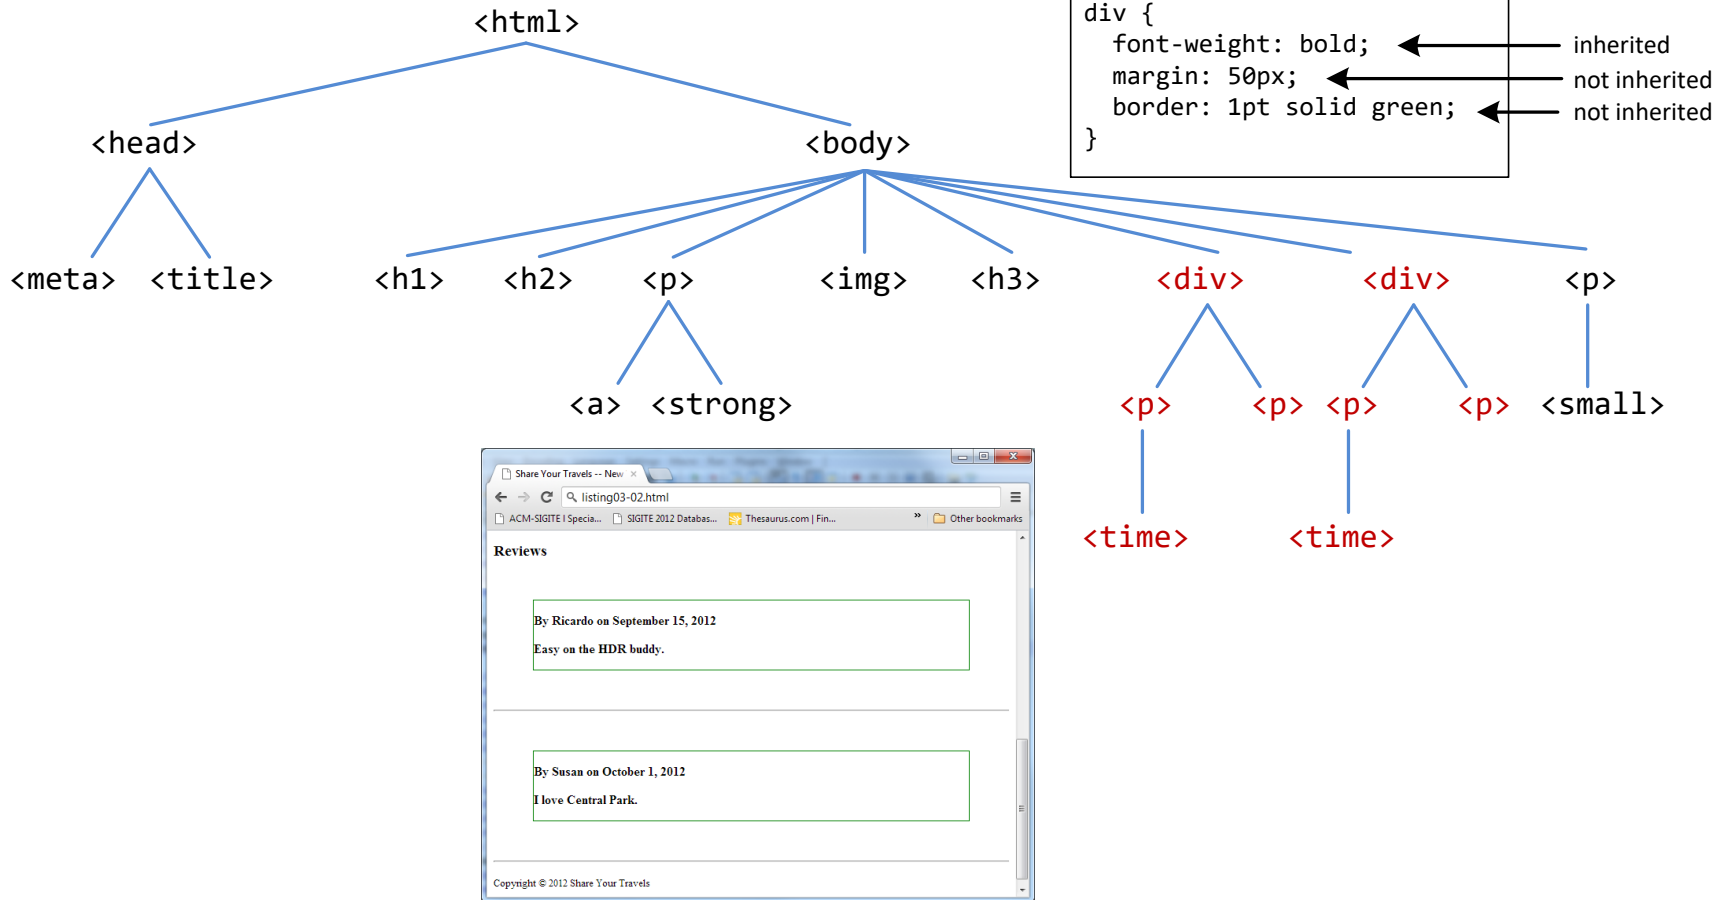 <html>
div {
font-weight: bold;
inherited
margin: 50px;
not inherited
border: 1pt solid green;
not inherited
}
<head>
<body>
<meta> <title> <h1> <h2> <p> <img> <h3> <div> <div> <p>
<a> <strong> <p> <p> <p> <p> <small>
<time> <time>
Share Your Travels -- New
listing03-02.html
ACM-SIGITE I Specia... SIGITE 2012 Databas... Thesaurus.com | Fin... » Other bookmarks
Reviews
By Ricardo on September 15, 2012
Easy on the HDR buddy.
By Susan on October 1, 2012
I love Central Park.
Copyright © 2012 Share Your Travels